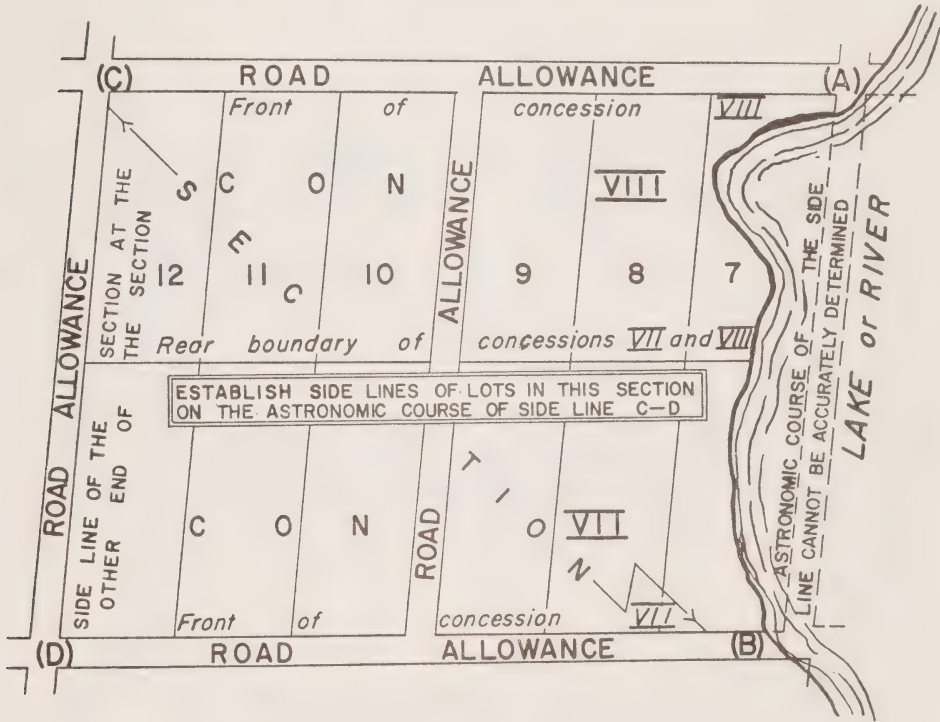 (C) ROAD ALLOWANCE (A)
Front of concession VIII
S E C T I O N
C O N VIII
12 11 10 9 8 7
ALLOWANCE
SECTION AT THE
THE SECTION
Rear boundary of concessions VII and VIII
ROAD ALLOWANCE
ESTABLISH SIDE LINES OF LOTS IN THIS SECTION
ON THE ASTRONOMIC COURSE OF SIDE LINE C-D
ASTRONOMIC COURSE OF THE SIDE
LINE CANNOT BE ACCURATELY DETERMINED
LAKE or RIVER
SIDE LINE OF THE
OTHER END OF
C O N VII
ROAD
Front of concession VII
(D) ROAD ALLOWANCE (B)